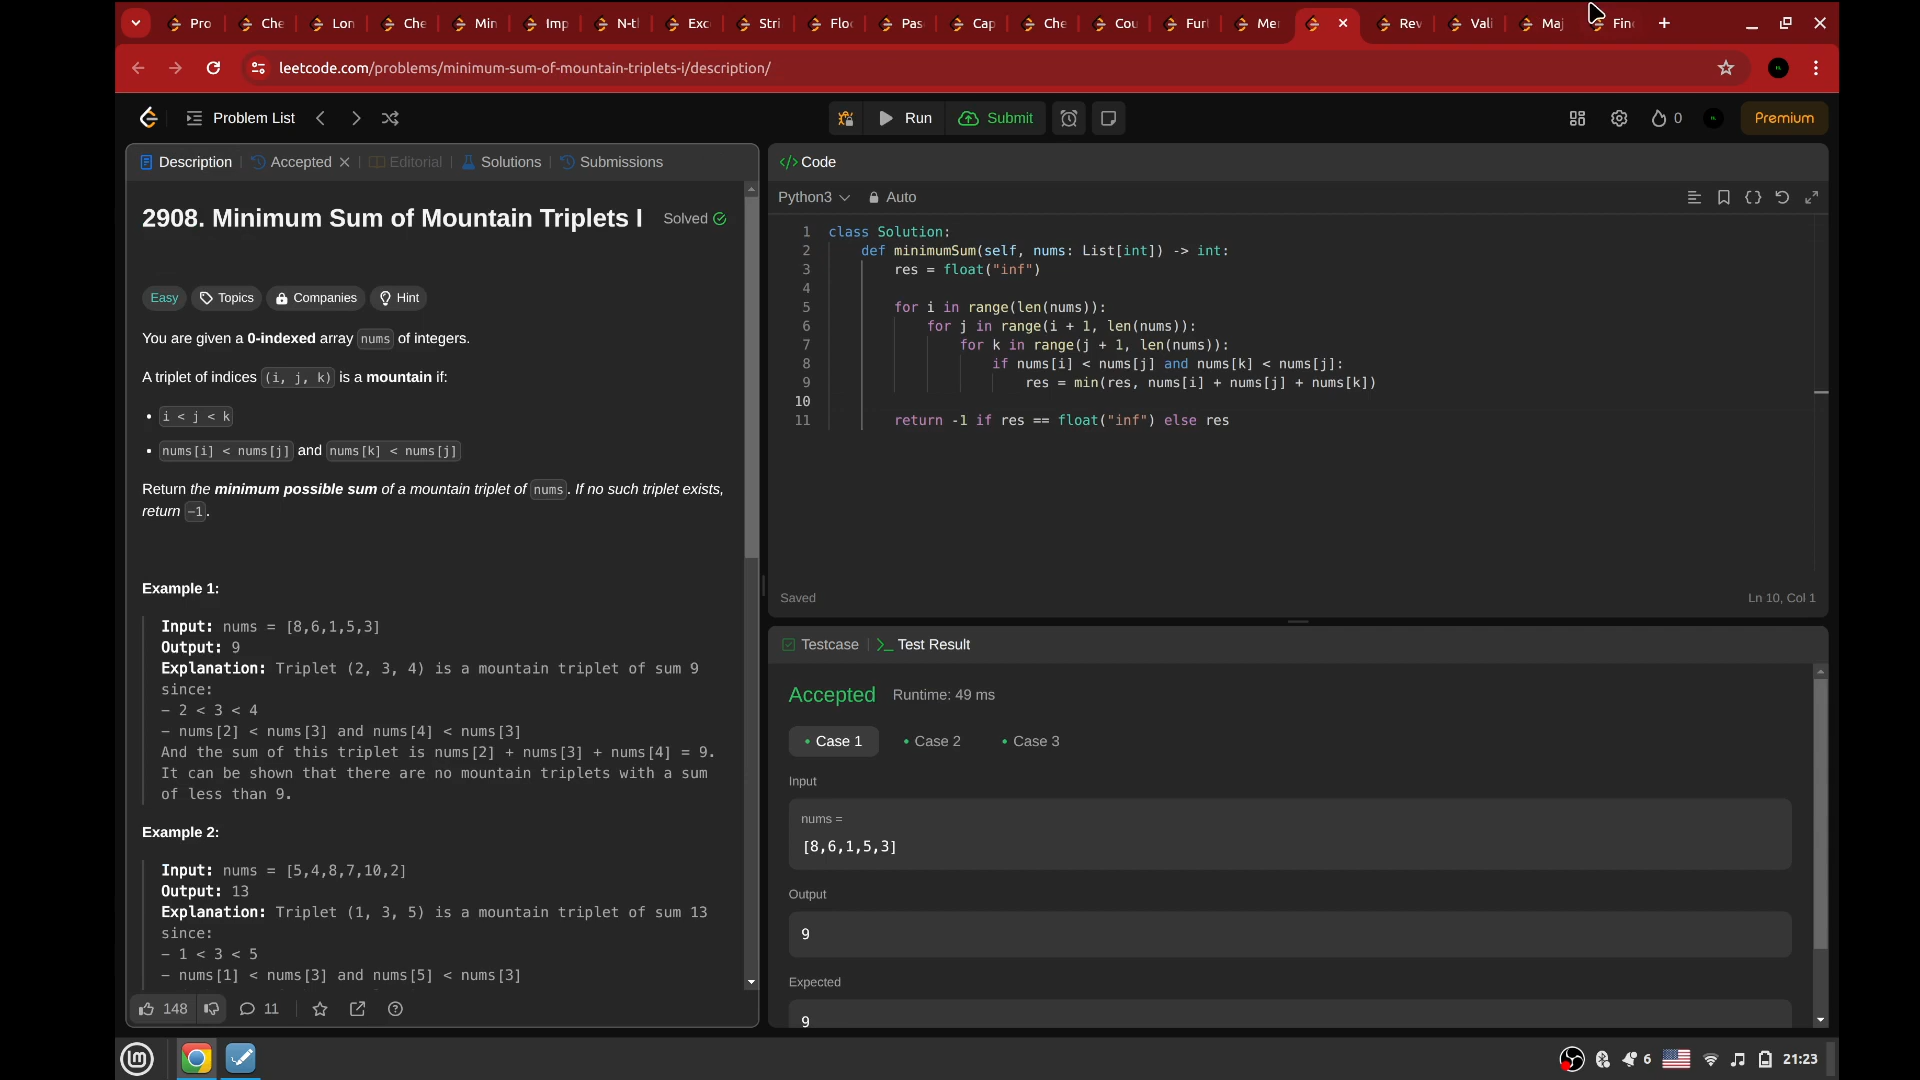 Pro Che Lon Che Min Imp N-th Exc Stri Floo Pas Cap Che Cou Furt Mer Rev Vali Maj Find
leetcode.com/problems/minimum-sum-of-mountain-triplets-i/description/
Problem List Run Submit 0 Premium
Description Accepted Editorial Solutions Submissions
2908. Minimum Sum of Mountain Triplets I Solved
Easy Topics Companies Hint
You are given a 0-indexed array nums of integers.
A triplet of indices (i, j, k) is a mountain if:
• i < j < k
• nums[i] < nums[j] and nums[k] < nums[j]
Return the minimum possible sum of a mountain triplet of nums. If no such triplet exists,
return -1.
Example 1:
Input: nums = [8,6,1,5,3]
Output: 9
Explanation: Triplet (2, 3, 4) is a mountain triplet of sum 9
since:
- 2 < 3 < 4
- nums[2] < nums[3] and nums[4] < nums[3]
And the sum of this triplet is nums[2] + nums[3] + nums[4] = 9.
It can be shown that there are no mountain triplets with a sum
of less than 9.
Example 2:
Input: nums = [5,4,8,7,10,2]
Output: 13
Explanation: Triplet (1, 3, 5) is a mountain triplet of sum 13
since:
- 1 < 3 < 5
- nums[1] < nums[3] and nums[5] < nums[3]
148 11
</> Code
Python3 Auto
1 class Solution:
2 def minimumSum(self, nums: List[int]) -> int:
3 res = float("inf")
4
5 for i in range(len(nums)):
6 for j in range(i + 1, len(nums)):
7 for k in range(j + 1, len(nums)):
8 if nums[i] < nums[j] and nums[k] < nums[j]:
9 res = min(res, nums[i] + nums[j] + nums[k])
10
11 return -1 if res == float("inf") else res
Saved Ln 10, Col 1
Testcase >_ Test Result
Accepted Runtime: 49 ms
• Case 1 • Case 2 • Case 3
Input
nums =
[8,6,1,5,3]
Output
9
Expected
9
6 21:23